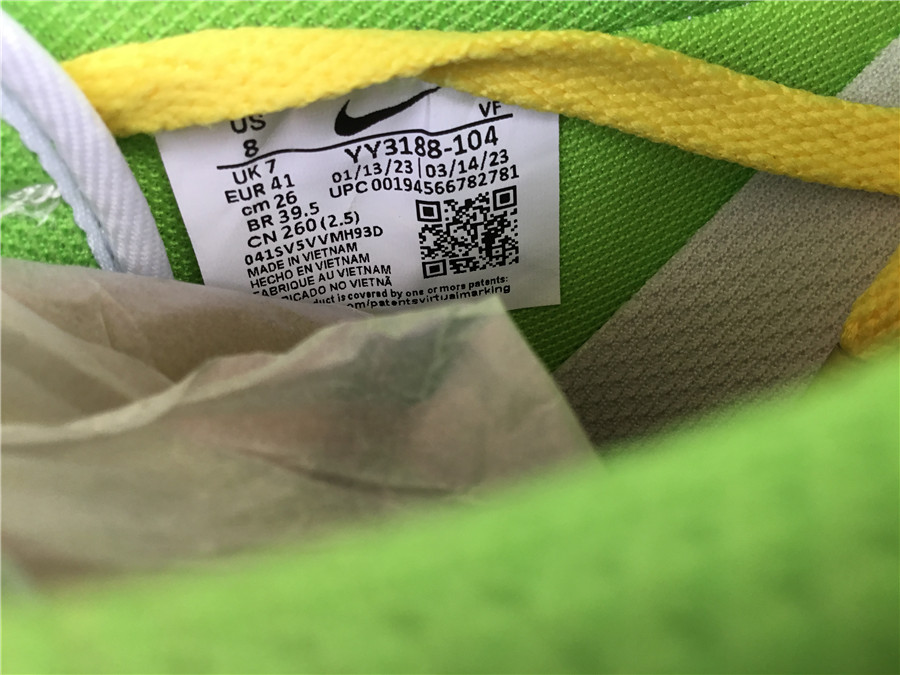 US
8
VF
YY3188-104
UK 7
EUR 41
cm 26
BR 39.5
CN 260 (2.5)
01/13/23 | 03/14/23
UPC 00194566782781
041SV5VVMH93D
MADE IN VIETNAM
HECHO EN VIETNAM
FABRIQUE AU VIETNAM
FABRICADO NO VIETNÃ
is covered by one or more patents:
com/patentsvirtualmarking